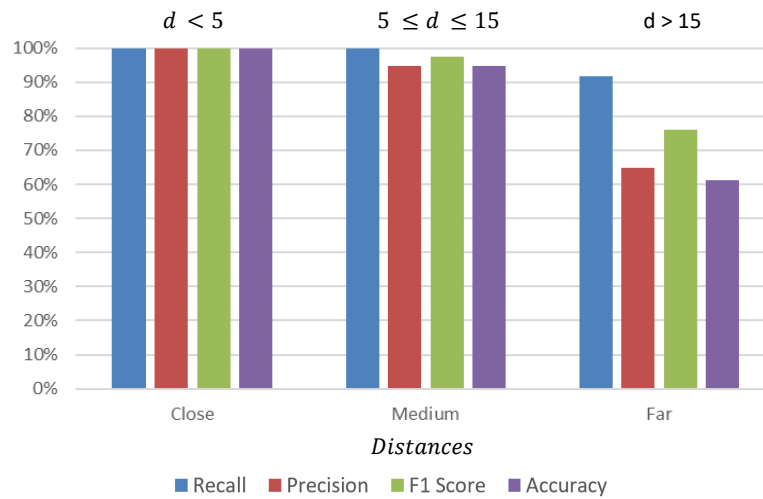 d < 5 5 ≤ d ≤ 15 d > 15
100%
90%
80%
70%
60%
50%
40%
30%
20%
10%
0%
Close Medium Far
Distances
Recall Precision F1 Score Accuracy